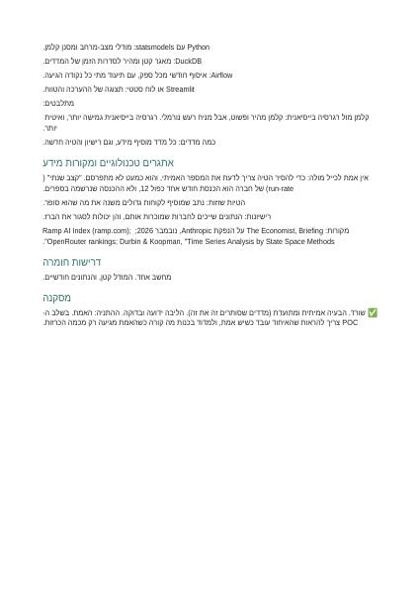 Python עם statsmodels: מודלי מצב-מרחב ומסנן קלמן.
DuckDB: מאגר קטן ומהיר לסדרות הזמן של המדדים.
Airflow: איסוף חודשי מכל ספק, עם תיעוד מתי כל נקודה הגיעה.
Streamlit או לוח סטטי: תצוגה של ההערכה והטווח.
מתלבטים:
קלמן מול רגרסיה בייסיאנית: קלמן מהיר ופשוט, אבל מניח רעש נורמלי. רגרסיה בייסיאנית גמישה יותר, ואיטית
יותר.
כמה מדדים: כל מדד מוסיף מידע, וגם רישיון והטיה חדשה.
אתגרים טכנולוגיים ומקורות מידע
אין אמת לכייל מולה: כדי להסיר הטיה צריך לדעת את המספר האמיתי, והוא כמעט לא מתפרסם. "קצב שנתי" (
run-rate) של חברה הוא הכנסת חודש אחד כפול 12, ולא ההכנסה שנרשמה בספרים.
הטיות שזזות: נתב שמוסיף לקוחות גדולים משנה את מה שהוא סופר.
רישיונות: הנתונים שייכים לחברות שמוכרות אותם, והן יכולות לסגור את הברז.
מקורות: The Economist, Briefing על הנפקת Anthropic, נובמבר 2026; Ramp AI Index (ramp.com);
OpenRouter rankings; Durbin & Koopman, "Time Series Analysis by State Space Methods".
דרישות חומרה
מחשב אחד. המודל קטן, והנתונים חודשיים.
מסקנה
✅ שורד. הבעיה אמיתית ומתועדת (מדדים שסותרים זה את זה). הליבה ידועה ובדוקה. ההתניה: האמת. בשלב ה-
POC צריך להראות שהאיחוד עובד כשיש אמת, ולמדוד בכנות מה קורה כשהאמת מגיעה רק מכמה הכרזות.